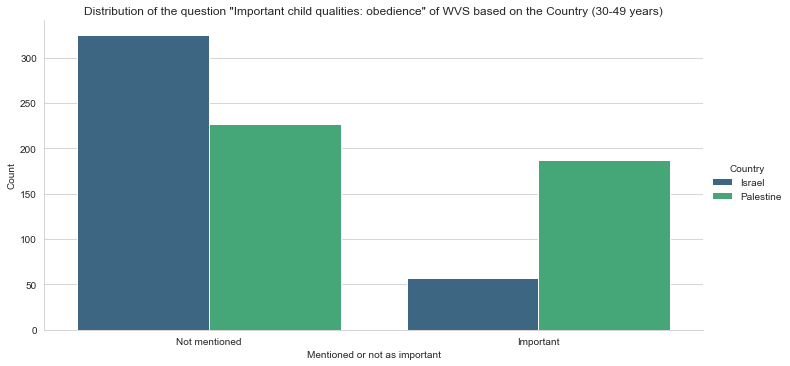 Distribution of the question "Important child qualities: obedience" of WVS based on the Country (30-49 years)
300
250
200
150
100
50
0
Count
Not mentioned
Important
Mentioned or not as important
Country
Israel
Palestine